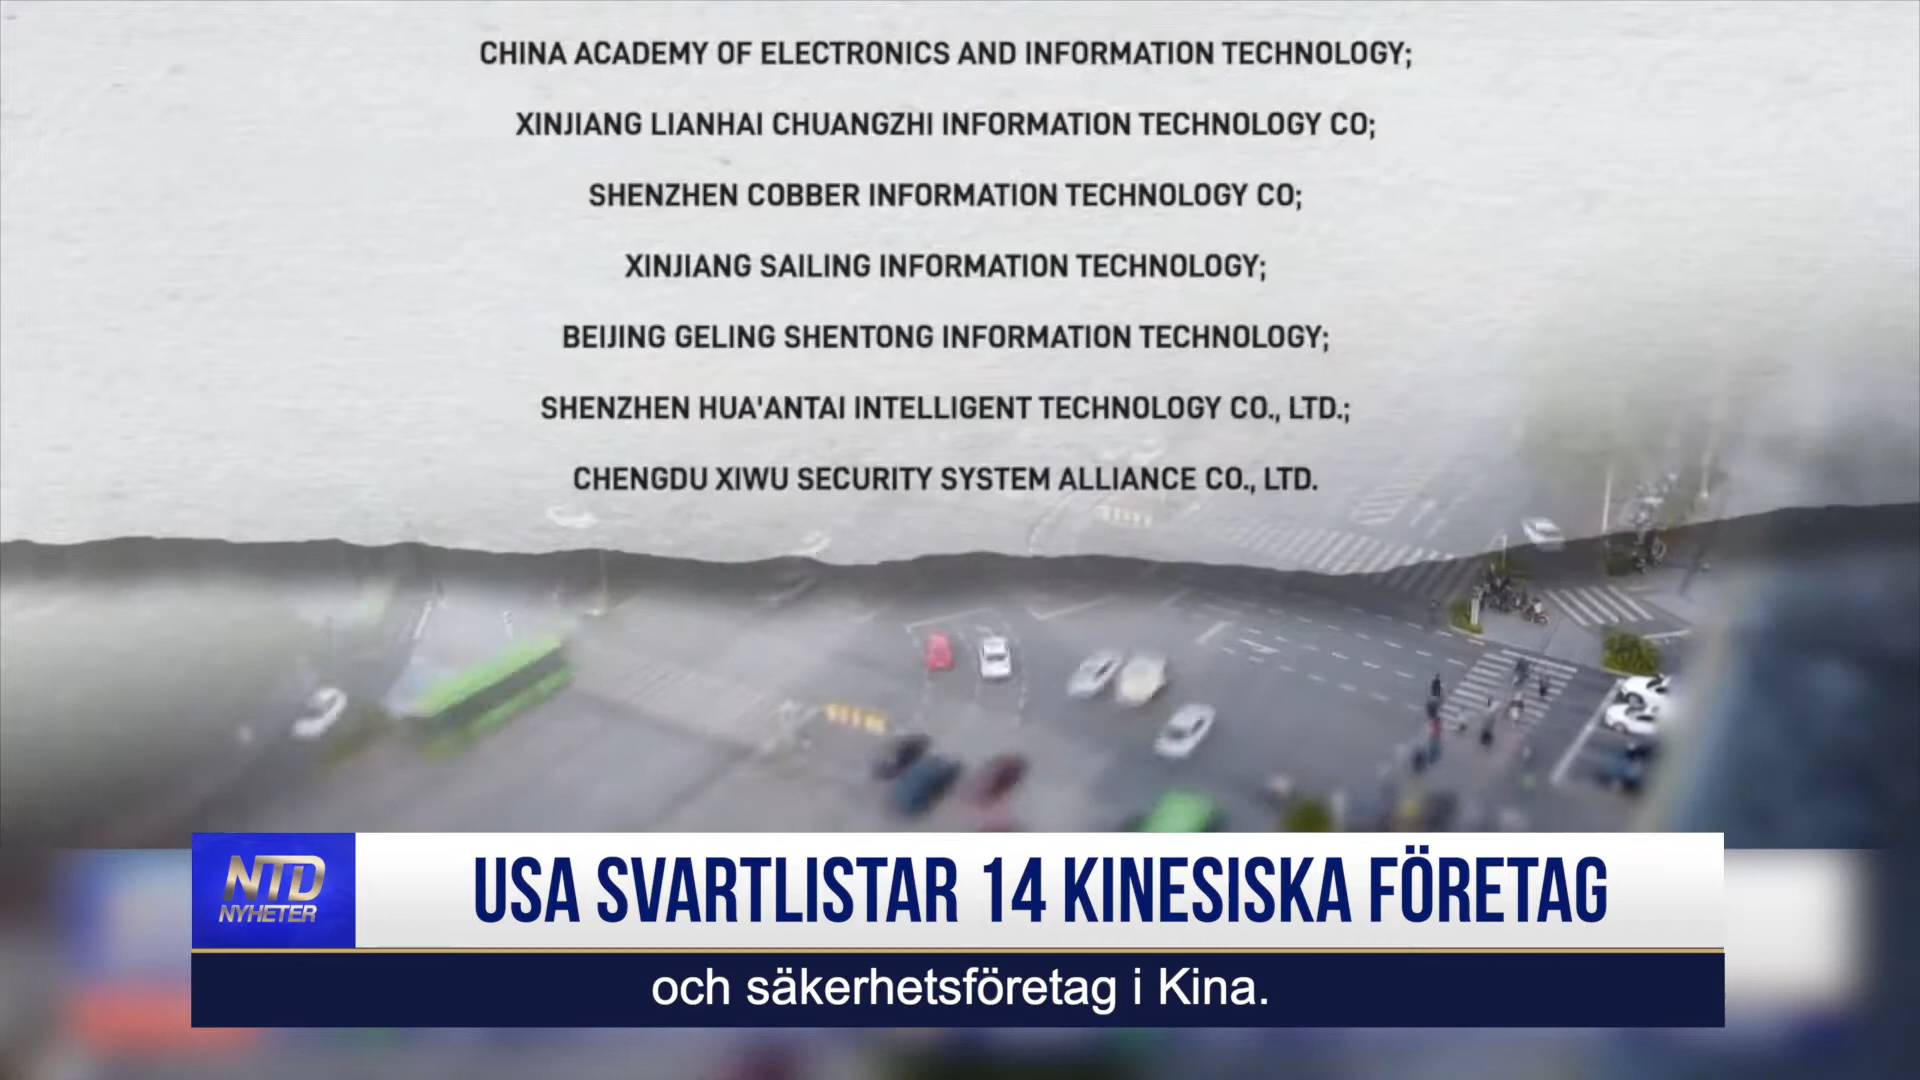 CHINA ACADEMY OF ELECTRONICS AND INFORMATION TECHNOLOGY;
XINJIANG LIANHAI CHUANGZHI INFORMATION TECHNOLOGY CO;
SHENZHEN COBBER INFORMATION TECHNOLOGY CO;
XINJIANG SAILING INFORMATION TECHNOLOGY;
BEIJING GELING SHENTONG INFORMATION TECHNOLOGY;
SHENZHEN HUA'ANTAI INTELLIGENT TECHNOLOGY CO., LTD.;
CHENGDU XIWU SECURITY SYSTEM ALLIANCE CO., LTD.
NTD
NYHETER
USA SVARTLISTAR 14 KINESISKA FÖRETAG
och säkerhetsföretag i Kina.